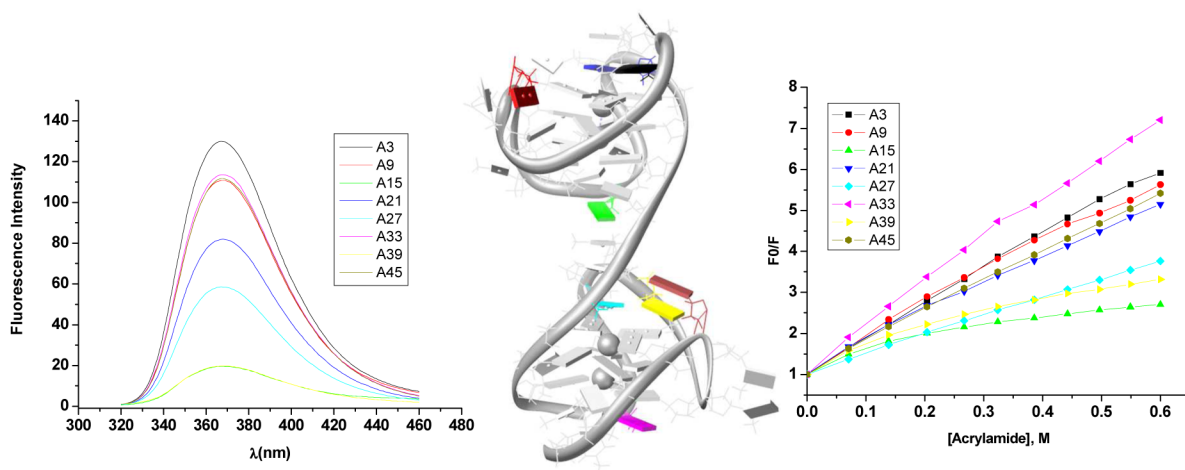 Fluorescence Intensity
140
120
100
80
60
40
20
0
300 320 340 360 380 400 420 440 460 480
λ(nm)
A3
A9
A15
A21
A27
A33
A39
A45
F0/F
8
7
6
5
4
3
2
1
0.0 0.1 0.2 0.3 0.4 0.5 0.6
[Acrylamide], M
A3
A9
A15
A21
A27
A33
A39
A45